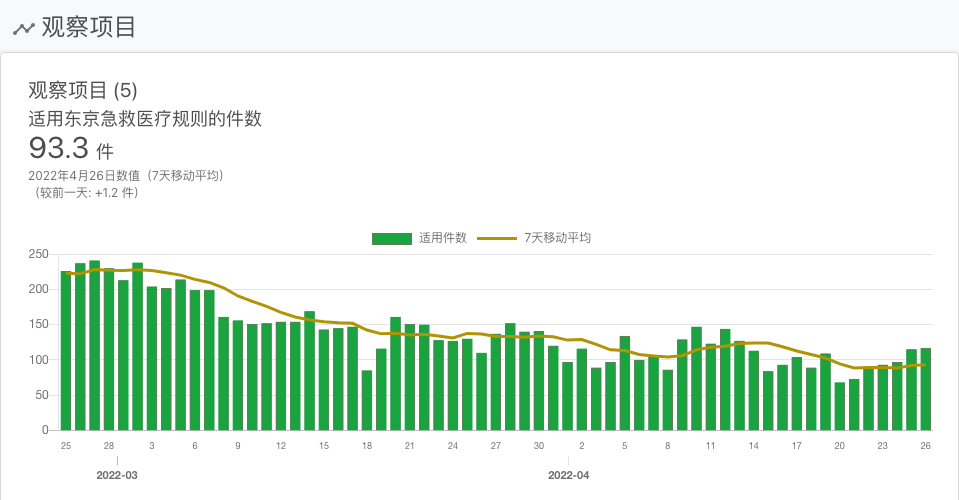 观察项目
观察项目 (5)
适用东京急救医疗规则的件数
93.3 件
2022年4月26日数值（7天移动平均）
（较前一天: +1.2 件）
适用件数 7天移动平均
250
200
150
100
50
0
25 28 3 6 9 12 15 18 21 24 27 30 2 5 8 11 14 17 20 23 26
2022-03 2022-04